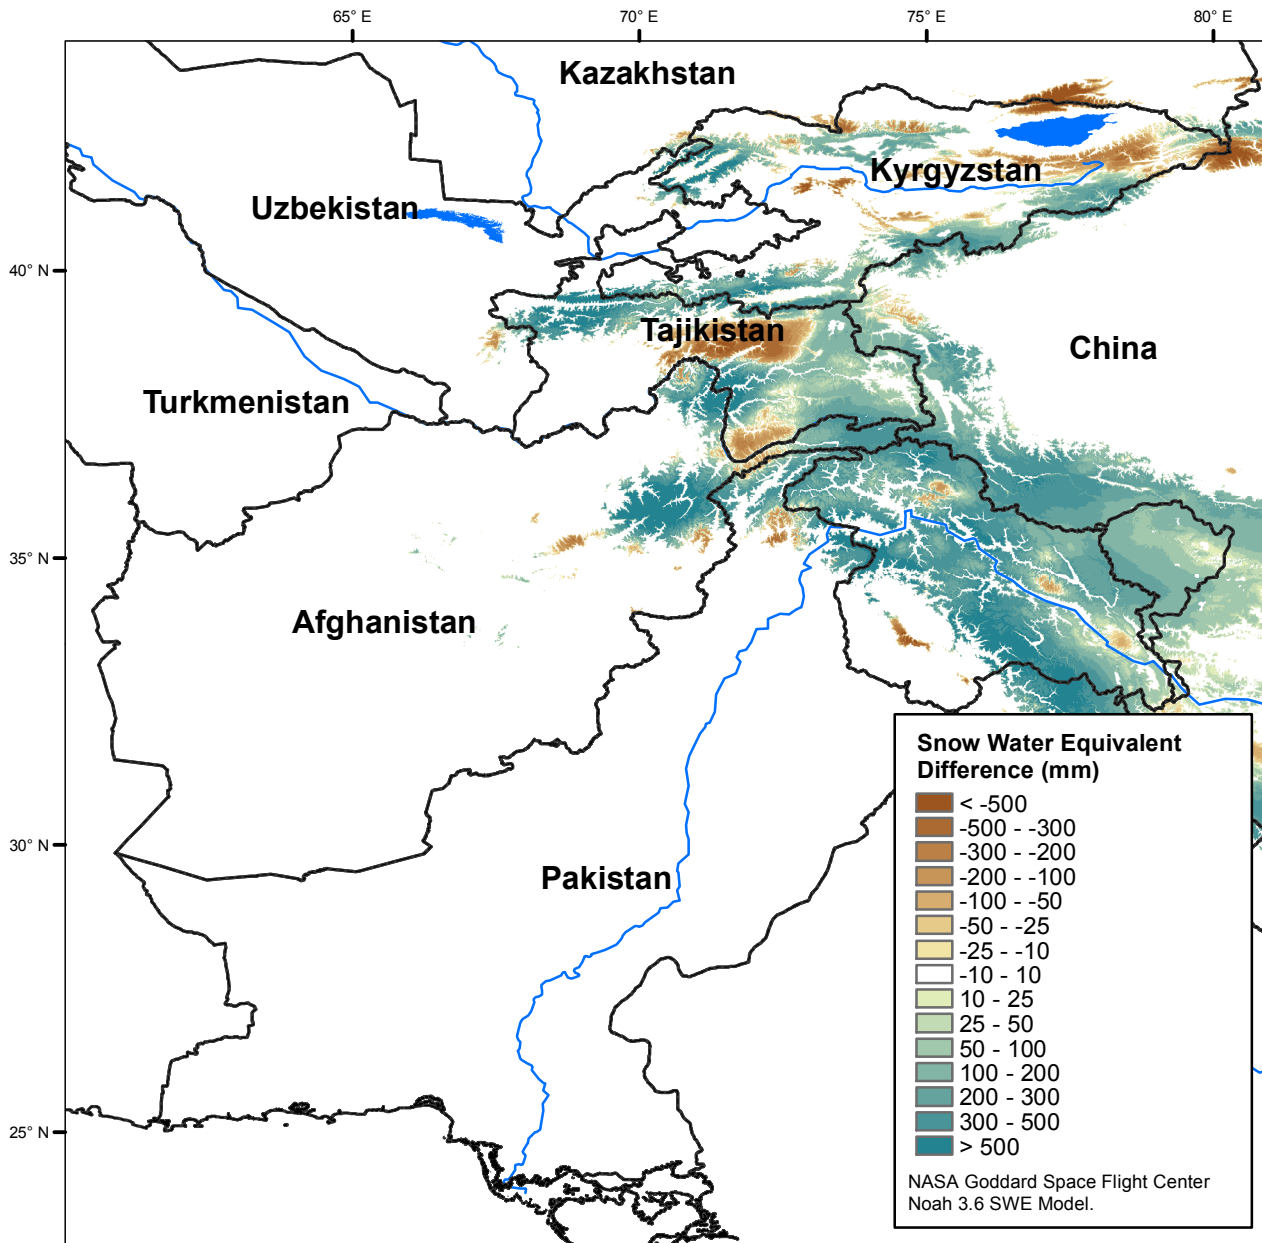 65° E
70° E
75° E
80° E
Kazakhstan
Kyrgyzstan
Uzbekistan
40° N
Tajikistan
China
Turkmenistan
35° N
Afghanistan
30° N
Pakistan
25° N
Snow Water Equivalent
Difference (mm)
< -500
-500 - -300
-300 - -200
-200 - -100
-100 - -50
-50 - -25
-25 - -10
-10 - 10
10 - 25
25 - 50
50 - 100
100 - 200
200 - 300
300 - 500
> 500
NASA Goddard Space Flight Center
Noah 3.6 SWE Model.